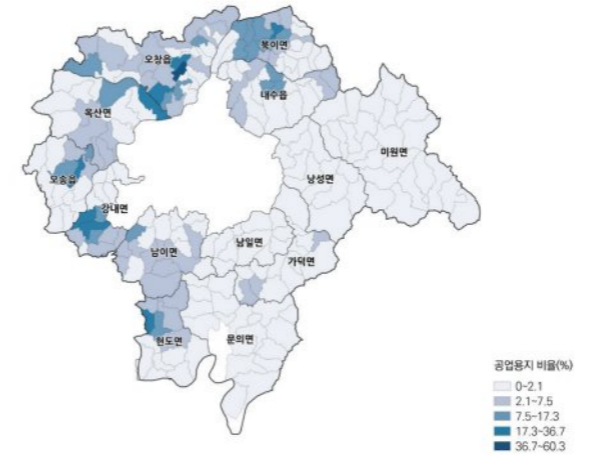 오창읍
북이면
내수읍
옥산면
미원면
오송읍
낭성면
강내면
남일면
남이면
가덕면
현도면
문의면
공업용지 비율(%)
0~2.1
2.1~7.5
7.5~17.3
17.3~36.7
36.7~60.3